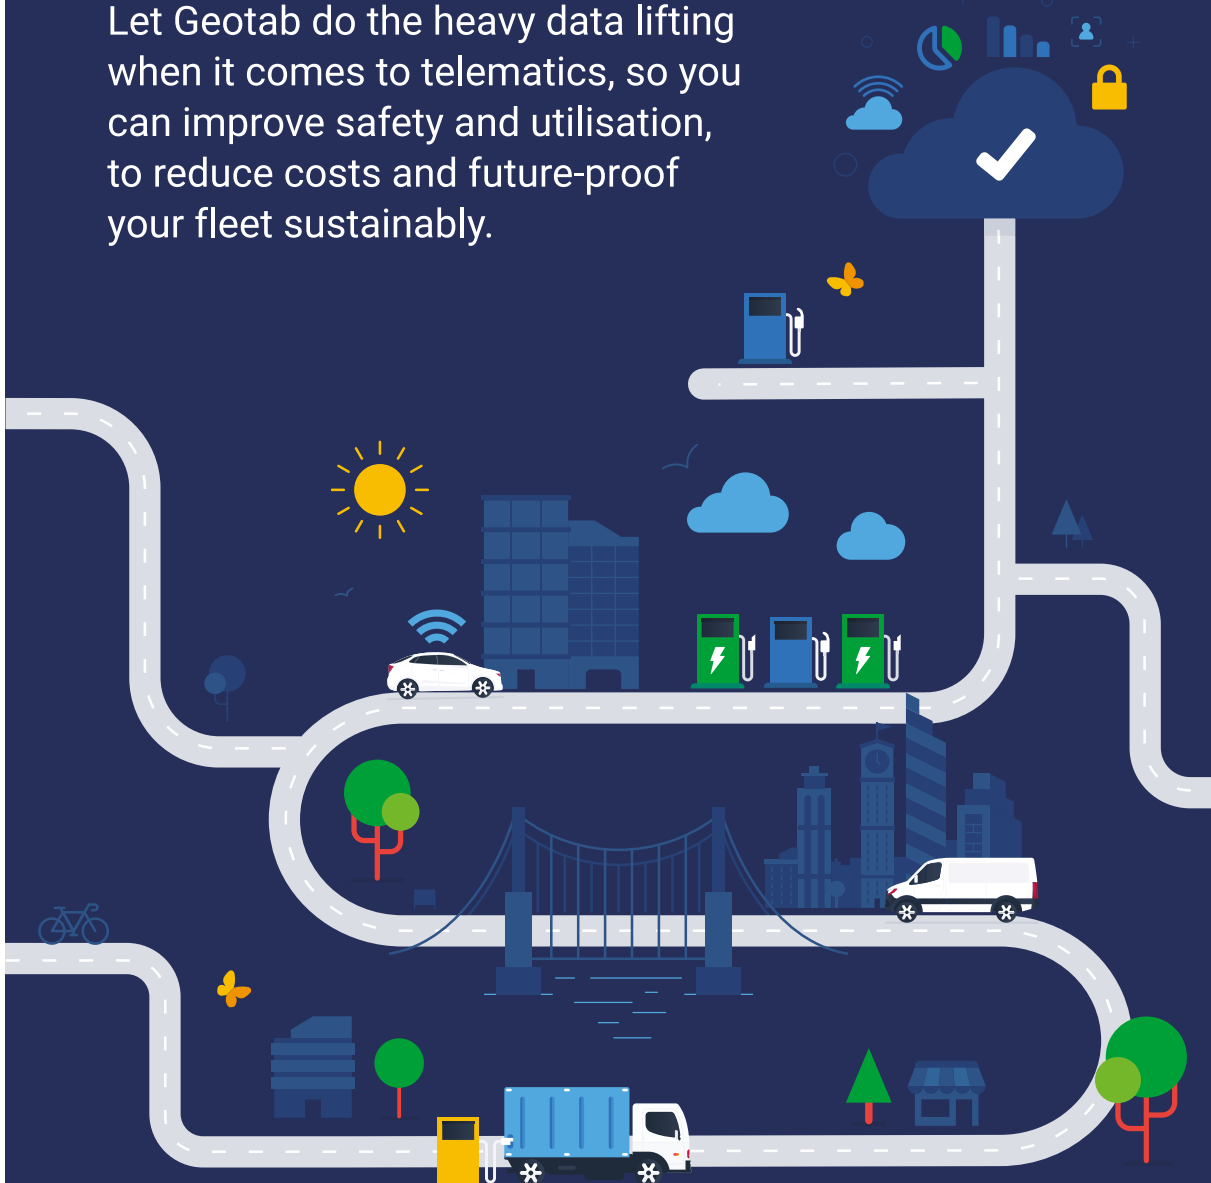 Let Geotab do the heavy data lifting
when it comes to telematics, so you
can improve safety and utilisation,
to reduce costs and future-proof
your fleet sustainably.